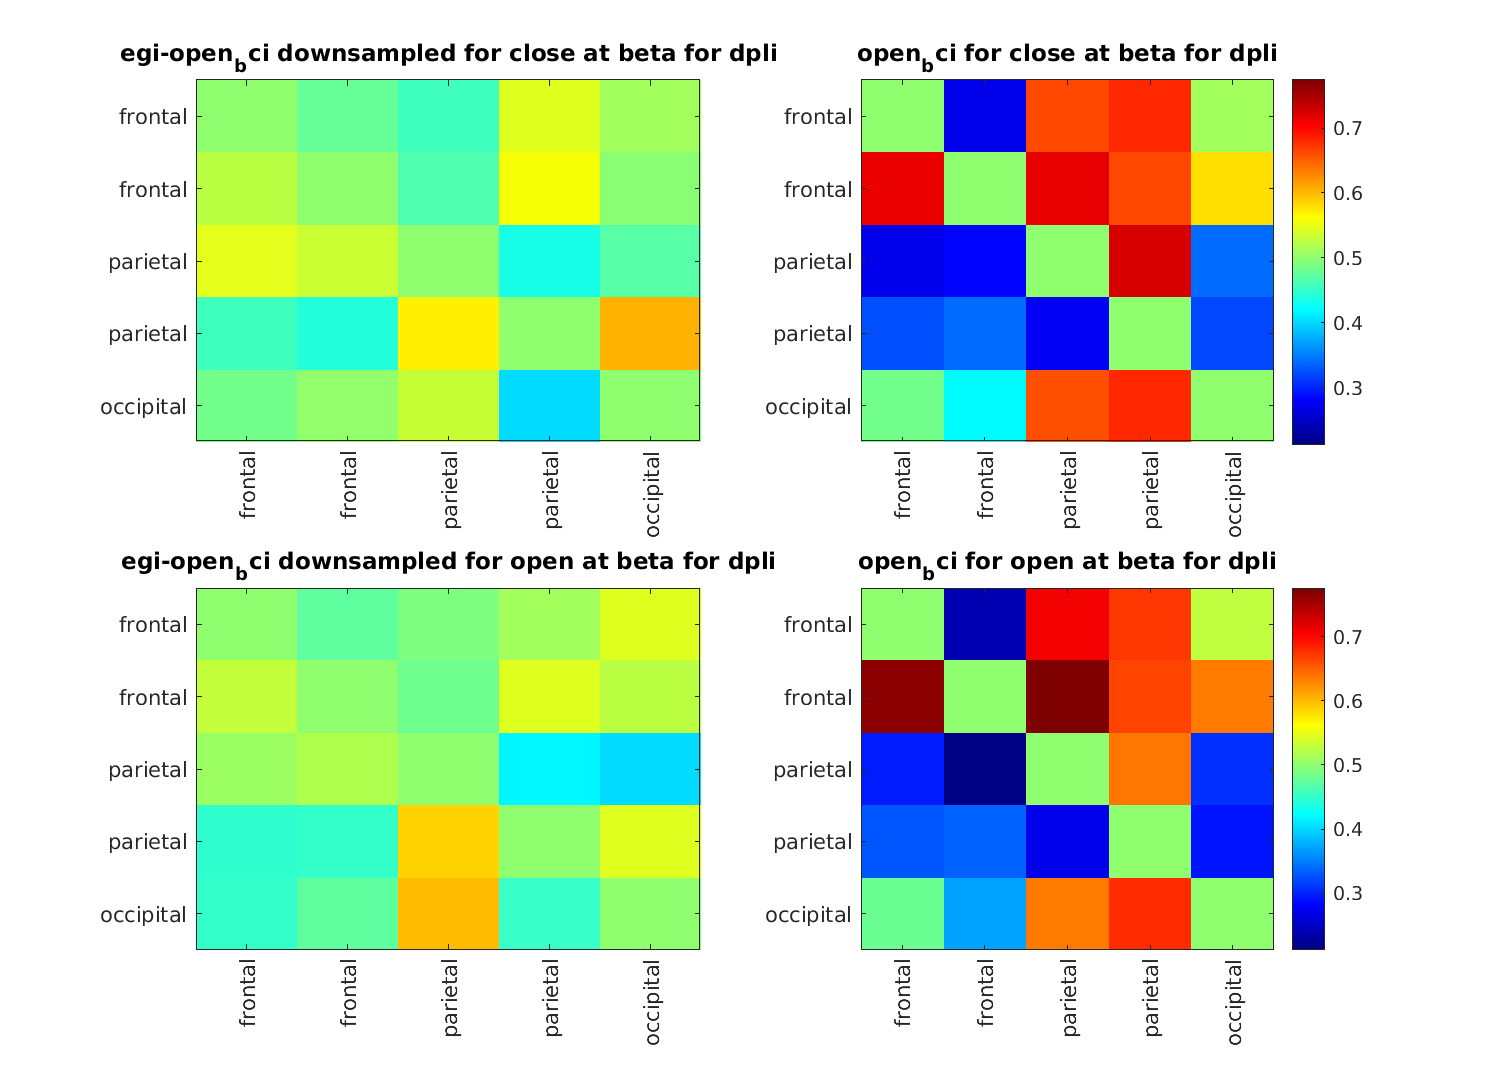 egi-open_bci downsampled for close at beta for dpli
open_bci for close at beta for dpli
frontal
frontal
parietal
parietal
occipital
frontal
frontal
parietal
parietal
occipital
frontal
frontal
parietal
parietal
occipital
frontal
frontal
parietal
parietal
occipital
0.7
0.6
0.5
0.4
0.3
egi-open_bci downsampled for open at beta for dpli
open_bci for open at beta for dpli
frontal
frontal
parietal
parietal
occipital
frontal
frontal
parietal
parietal
occipital
frontal
frontal
parietal
parietal
occipital
frontal
frontal
parietal
parietal
occipital
0.7
0.6
0.5
0.4
0.3